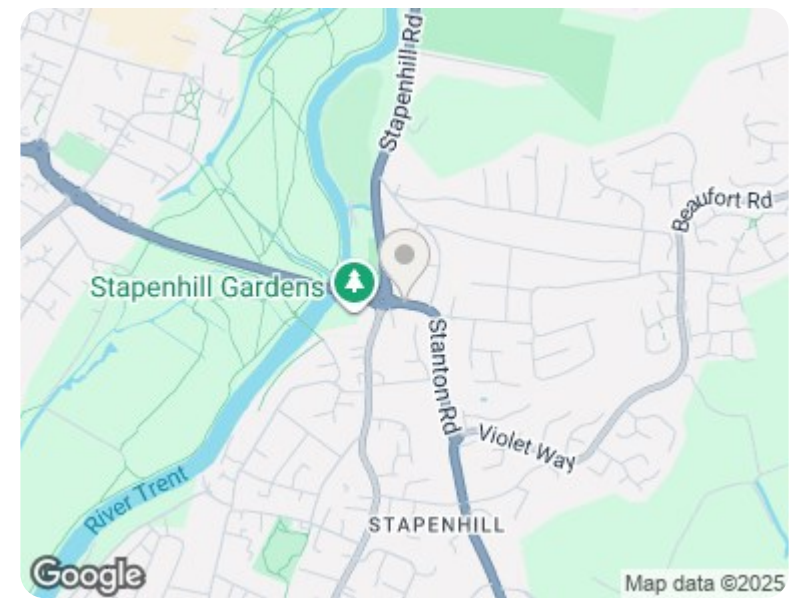 Stapenhill Rd
Beaufort Rd
Stapenhill Gardens
Stanton Rd
Violet Way
River Trent
STAPENHILL
Google
Map data ©2025